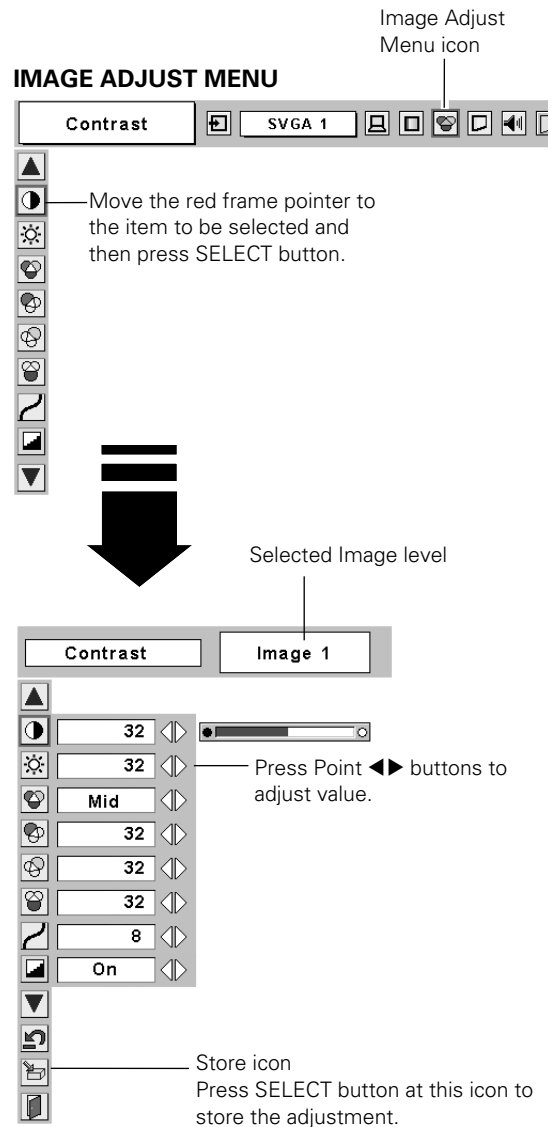 Image Adjust
Menu icon
IMAGE ADJUST MENU
Contrast
SVGA 1
Move the red frame pointer to
the item to be selected and
then press SELECT button.
Selected Image level
Contrast
Image 1
32
32
Press Point ◀▶ buttons to
adjust value.
Mid
32
32
32
8
On
Store icon
Press SELECT button at this icon to
store the adjustment.